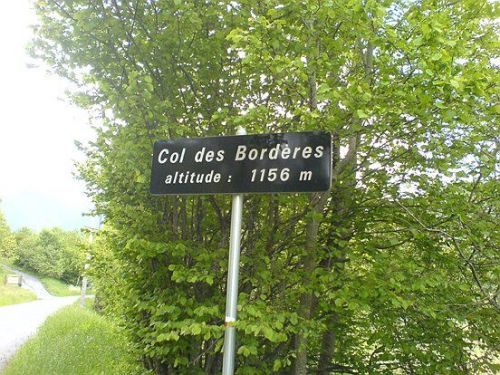 Col des Bordères
altitude : 1156 m